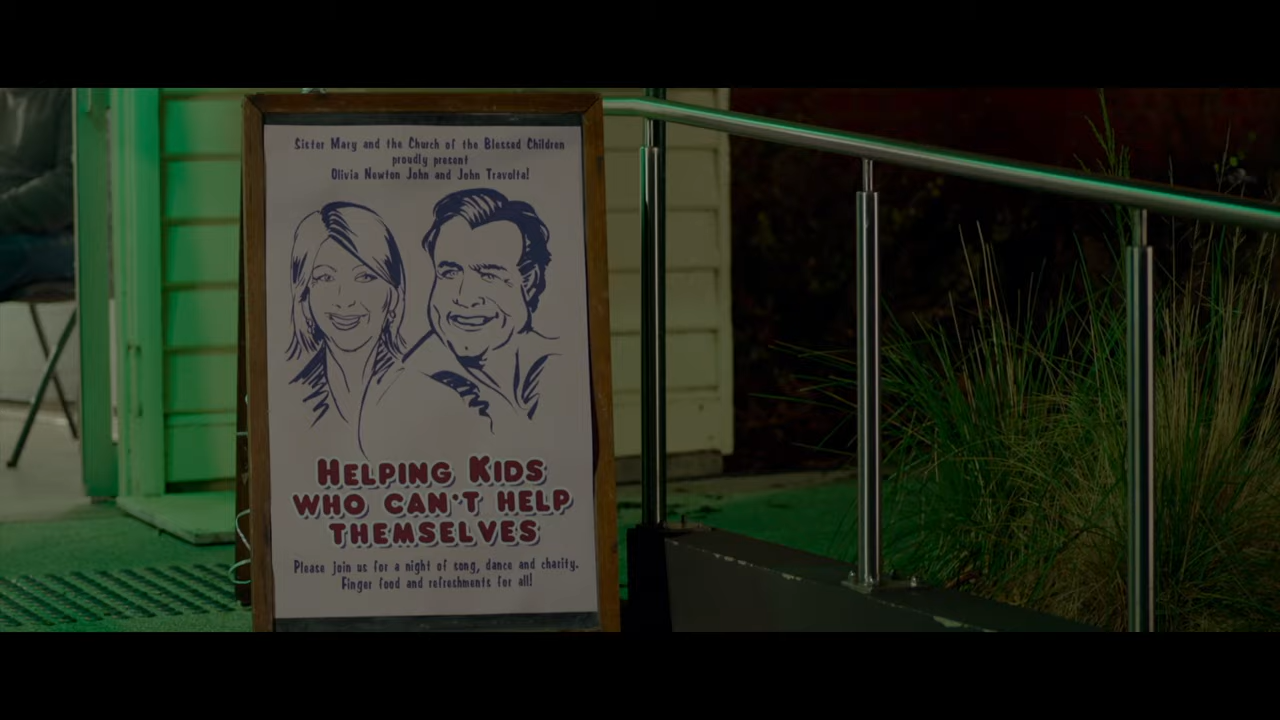 Sister Mary and the Church of the Blessed Children
proudly present
Olivia Newton John and John Travolta!
HELPING KIDS
WHO CAN'T HELP
THEMSELVES
Please join us for a night of song, dance and charity.
Finger food and refreshments for all!